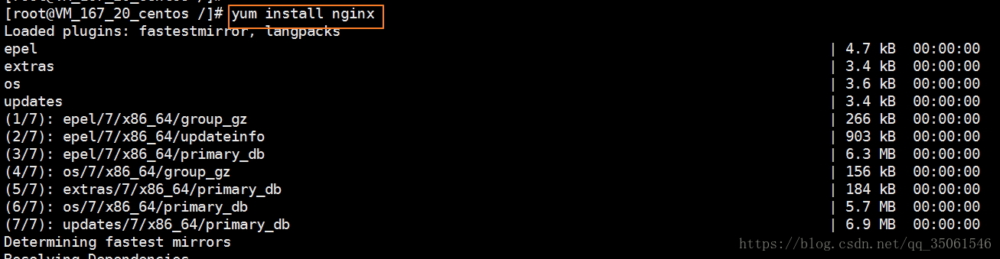 [root@VM_167_20_centos /]#
[root@VM_167_20_centos /]# yum install nginx
Loaded plugins: fastestmirror, langpacks
epel | 4.7 kB 00:00:00
extras | 3.4 kB 00:00:00
os | 3.6 kB 00:00:00
updates | 3.4 kB 00:00:00
(1/7): epel/7/x86_64/group_gz | 266 kB 00:00:00
(2/7): epel/7/x86_64/updateinfo | 903 kB 00:00:00
(3/7): epel/7/x86_64/primary_db | 6.3 MB 00:00:00
(4/7): os/7/x86_64/group_gz | 156 kB 00:00:00
(5/7): extras/7/x86_64/primary_db | 184 kB 00:00:00
(6/7): os/7/x86_64/primary_db | 5.7 MB 00:00:00
(7/7): updates/7/x86_64/primary_db | 6.9 MB 00:00:00
Determining fastest mirrors
https://blog.csdn.net/qq_35061546
Resolving Dependencies